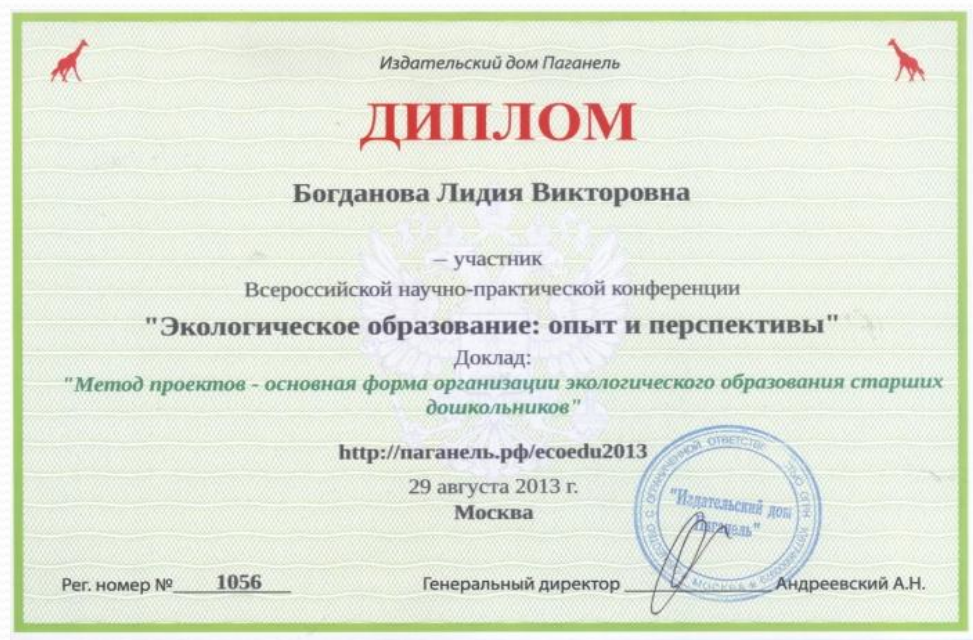 Издательский дом Паганель
ДИПЛОМ
Богданова Лидия Викторовна
– участник
Всероссийской научно-практической конференции
"Экологическое образование: опыт и перспективы"
Доклад:
"Метод проектов - основная форма организации экологического образования старших
дошкольников"
http://паганель.рф/ecoedu2013
29 августа 2013 г.
Москва
"Издательский дом
Паганель"
МОСКВА
Рег. номер № 1056
Генеральный директор Андреевский А.Н.